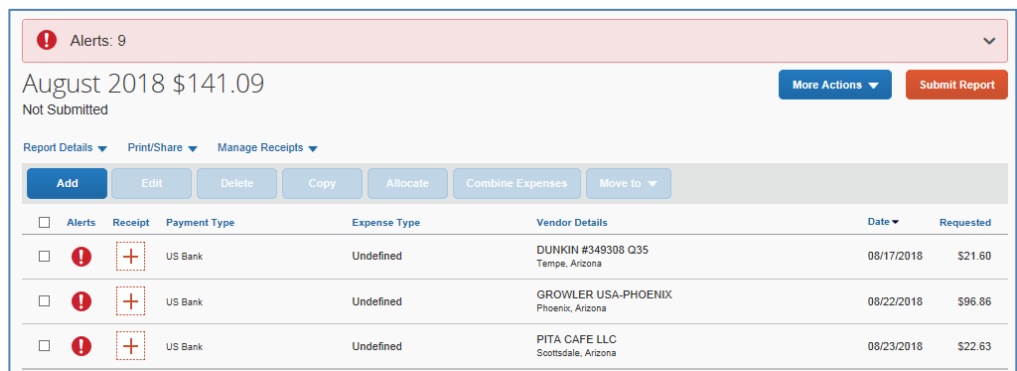 Alerts: 9
August 2018 $141.09
Not Submitted
More Actions
Submit Report
Report Details Print/Share Manage Receipts
Add Edit Delete Copy Allocate Combine Expenses Move to
Alerts Receipt Payment Type Expense Type Vendor Details Date Requested
US Bank Undefined DUNKIN #349308 Q35 08/17/2018 $21.60
Tempe, Arizona
US Bank Undefined GROWLER USA-PHOENIX 08/22/2018 $96.86
Phoenix, Arizona
US Bank Undefined PITA CAFE LLC 08/23/2018 $22.63
Scottsdale, Arizona